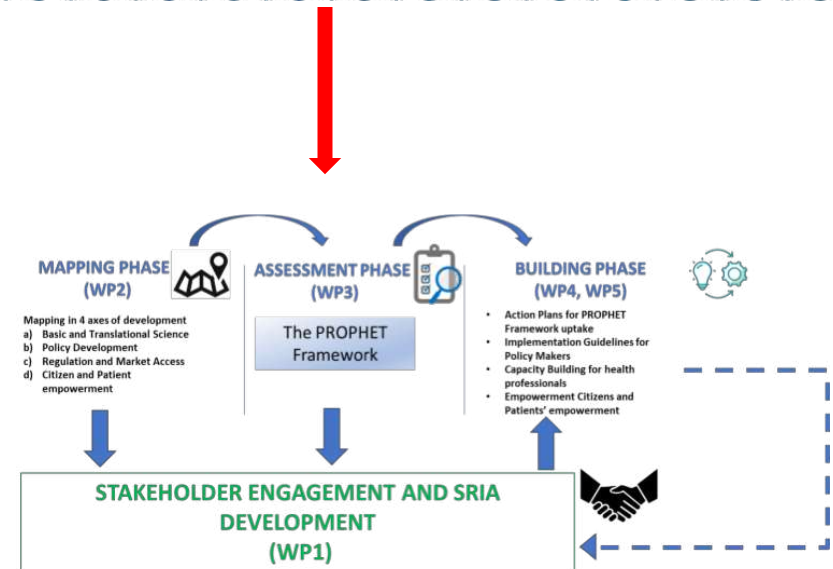 MAPPING PHASE
(WP2)
Mapping in 4 axes of development
a) Basic and Translational Science
b) Policy Development
c) Regulation and Market Access
d) Citizen and Patient
empowerment
ASSESSMENT PHASE
(WP3)
The PROPHET
Framework
BUILDING PHASE
(WP4, WP5)
• Action Plans for PROPHET
Framework uptake
• Implementation Guidelines for
Policy Makers
• Capacity Building for health
professionals
• Empowerment Citizens and
Patients' empowerment
STAKEHOLDER ENGAGEMENT AND SRIA
DEVELOPMENT
(WP1)